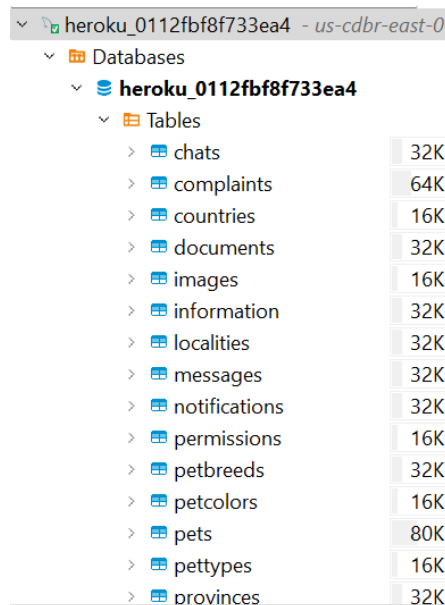 heroku_0112fbf8f733ea4 - us-cdbr-east-0
Databases
heroku_0112fbf8f733ea4
Tables
chats 32K
complaints 64K
countries 16K
documents 32K
images 16K
information 32K
localities 32K
messages 32K
notifications 32K
permissions 16K
petbreeds 32K
petcolors 16K
pets 80K
pettypes 16K
provinces 32K